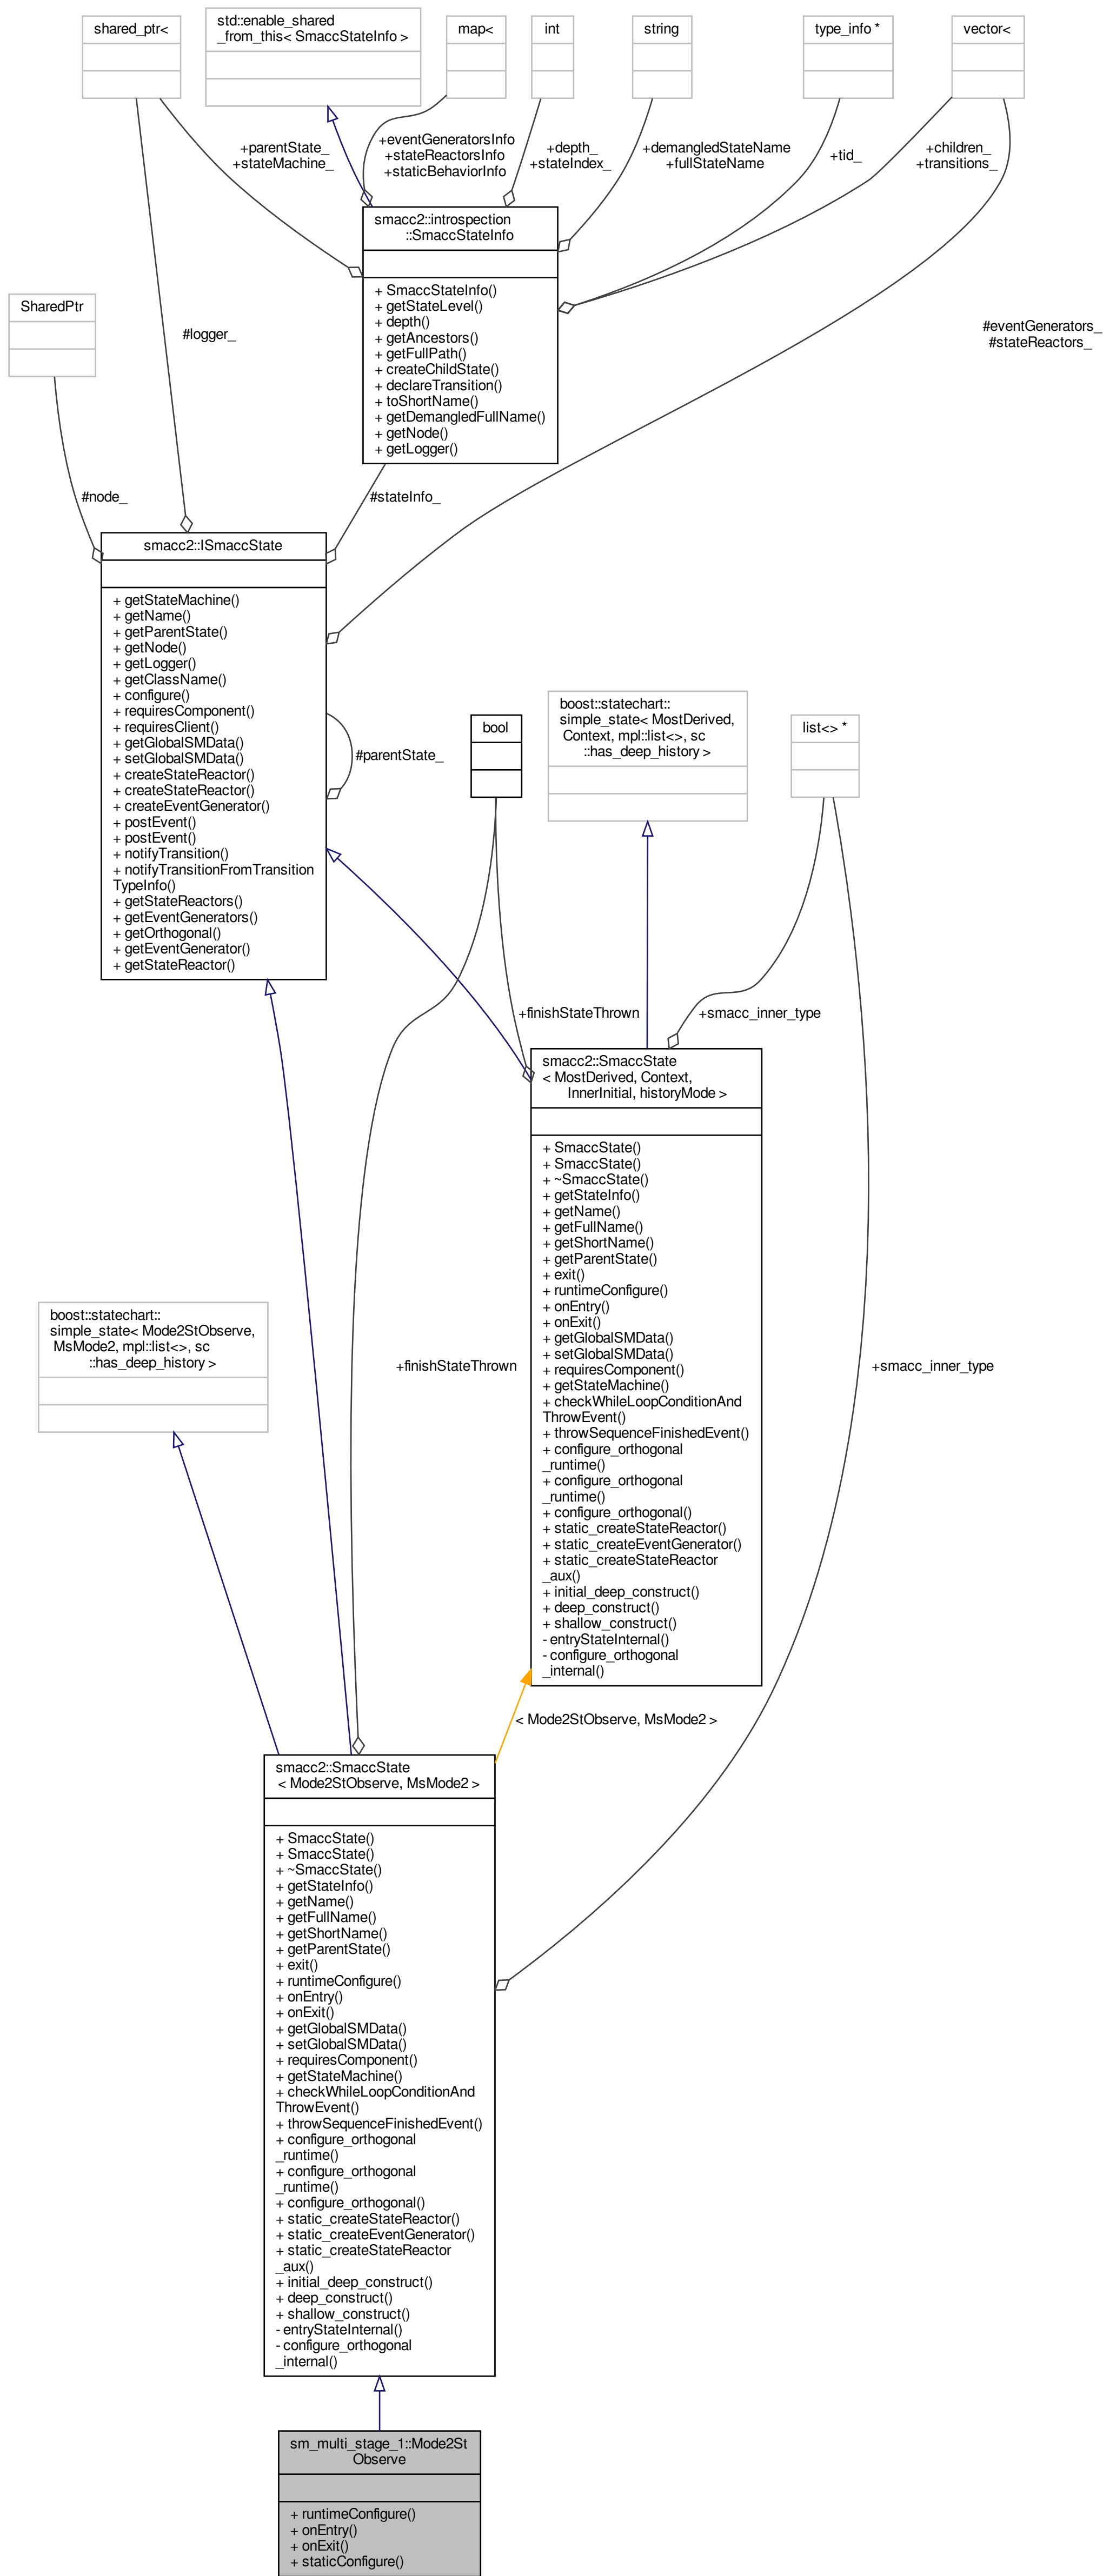 shared_ptr<
std::enable_shared
_from_this< SmaccStateInfo >
map<
int
string
type_info *
vector<
+parentState_
+stateMachine_
+eventGeneratorsInfo
+stateReactorsInfo
+staticBehaviorInfo
+depth_
+stateIndex_
+demangledStateName
+fullStateName
+tid_
+children_
+transitions_
smacc2::introspection
::SmaccStateInfo
+ SmaccStateInfo()
+ getStateLevel()
+ depth()
+ getAncestors()
+ getFullPath()
+ createChildState()
+ declareTransition()
+ toShortName()
+ getDemangledFullName()
+ getNode()
+ getLogger()
SharedPtr
#logger_
#eventGenerators_
#stateReactors_
#node_
#stateInfo_
smacc2::ISmaccState
+ getStateMachine()
+ getName()
+ getParentState()
+ getNode()
+ getLogger()
+ getClassName()
+ configure()
+ requiresComponent()
+ requiresClient()
+ getGlobalSMData()
+ setGlobalSMData()
+ createStateReactor()
+ createStateReactor()
+ createEventGenerator()
+ postEvent()
+ postEvent()
+ notifyTransition()
+ notifyTransitionFromTransition
TypeInfo()
+ getStateReactors()
+ getEventGenerators()
+ getOrthogonal()
+ getEventGenerator()
+ getStateReactor()
#parentState_
bool
boost::statechart::
simple_state< MostDerived,
Context, mpl::list<>, sc
::has_deep_history >
list<> *
+finishStateThrown
+smacc_inner_type
smacc2::SmaccState
< MostDerived, Context,
InnerInitial, historyMode >
+ SmaccState()
+ SmaccState()
+ ~SmaccState()
+ getStateInfo()
+ getName()
+ getFullName()
+ getShortName()
+ getParentState()
+ exit()
+ runtimeConfigure()
+ onEntry()
+ onExit()
+ getGlobalSMData()
+ setGlobalSMData()
+ requiresComponent()
+ getStateMachine()
+ checkWhileLoopConditionAnd
ThrowEvent()
+ throwSequenceFinishedEvent()
+ configure_orthogonal
_runtime()
+ configure_orthogonal
_runtime()
+ configure_orthogonal()
+ static_createStateReactor()
+ static_createEventGenerator()
+ static_createStateReactor
_aux()
+ initial_deep_construct()
+ deep_construct()
+ shallow_construct()
- entryStateInternal()
- configure_orthogonal
_internal()
boost::statechart::
simple_state< Mode2StObserve,
MsMode2, mpl::list<>, sc
::has_deep_history >
+finishStateThrown
+smacc_inner_type
< Mode2StObserve, MsMode2 >
smacc2::SmaccState
< Mode2StObserve, MsMode2 >
+ SmaccState()
+ SmaccState()
+ ~SmaccState()
+ getStateInfo()
+ getName()
+ getFullName()
+ getShortName()
+ getParentState()
+ exit()
+ runtimeConfigure()
+ onEntry()
+ onExit()
+ getGlobalSMData()
+ setGlobalSMData()
+ requiresComponent()
+ getStateMachine()
+ checkWhileLoopConditionAnd
ThrowEvent()
+ throwSequenceFinishedEvent()
+ configure_orthogonal
_runtime()
+ configure_orthogonal
_runtime()
+ configure_orthogonal()
+ static_createStateReactor()
+ static_createEventGenerator()
+ static_createStateReactor
_aux()
+ initial_deep_construct()
+ deep_construct()
+ shallow_construct()
- entryStateInternal()
- configure_orthogonal
_internal()
sm_multi_stage_1::Mode2St
Observe
+ runtimeConfigure()
+ onEntry()
+ onExit()
+ staticConfigure()